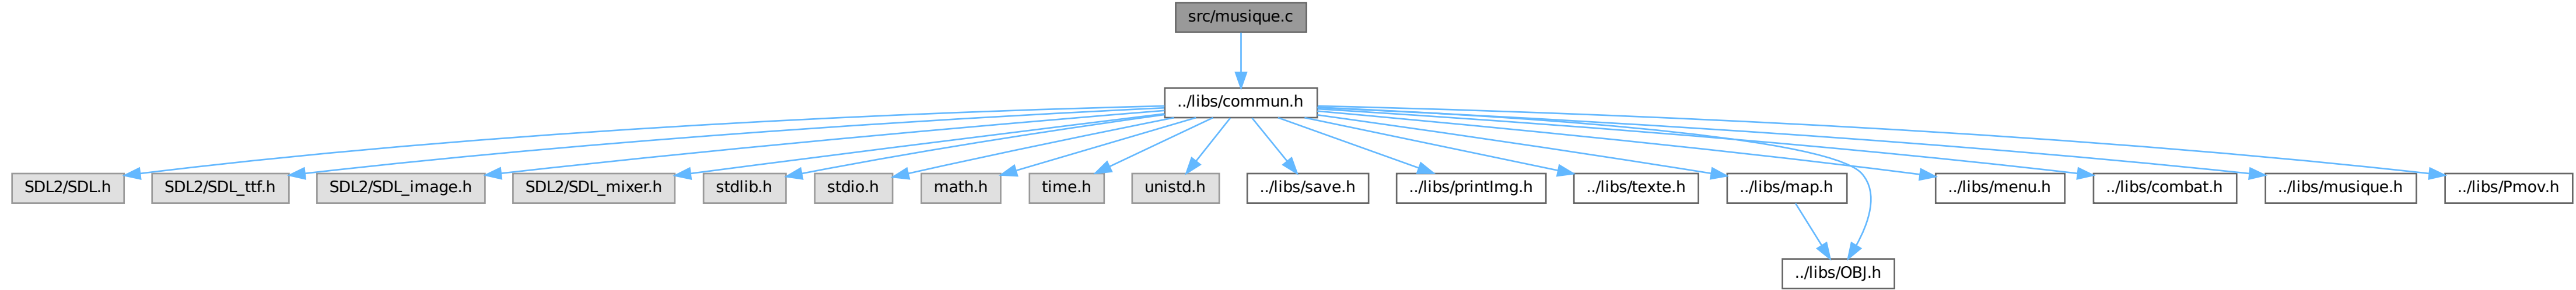 src/musique.c
../libs/commun.h
SDL2/SDL.h
SDL2/SDL_ttf.h
SDL2/SDL_image.h
SDL2/SDL_mixer.h
stdlib.h
stdio.h
math.h
time.h
unistd.h
../libs/save.h
../libs/printImg.h
../libs/texte.h
../libs/map.h
../libs/menu.h
../libs/combat.h
../libs/musique.h
../libs/Pmov.h
../libs/OBJ.h